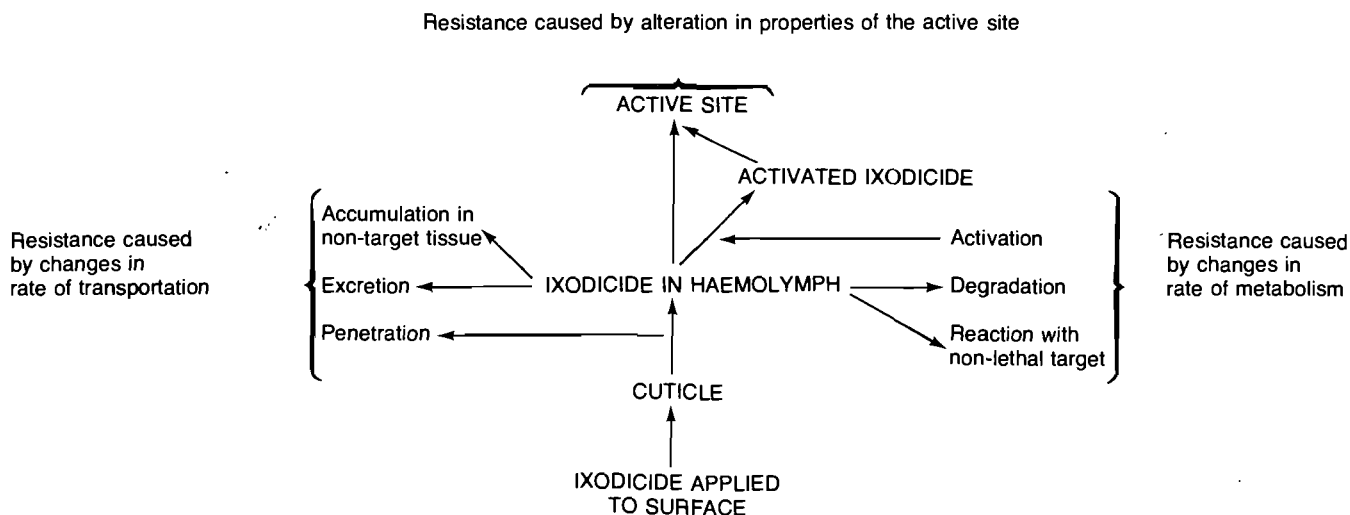 Resistance caused by alteration in properties of the active site
ACTIVE SITE
ACTIVATED IXODICIDE
Accumulation in
non-target tissue
Resistance caused
by changes in
rate of transportation
Activation
Resistance caused
by changes in
rate of metabolism
Excretion
IXODICIDE IN HAEMOLYMPH
Degradation
Penetration
Reaction with
non-lethal target
CUTICLE
IXODICIDE APPLIED
TO SURFACE